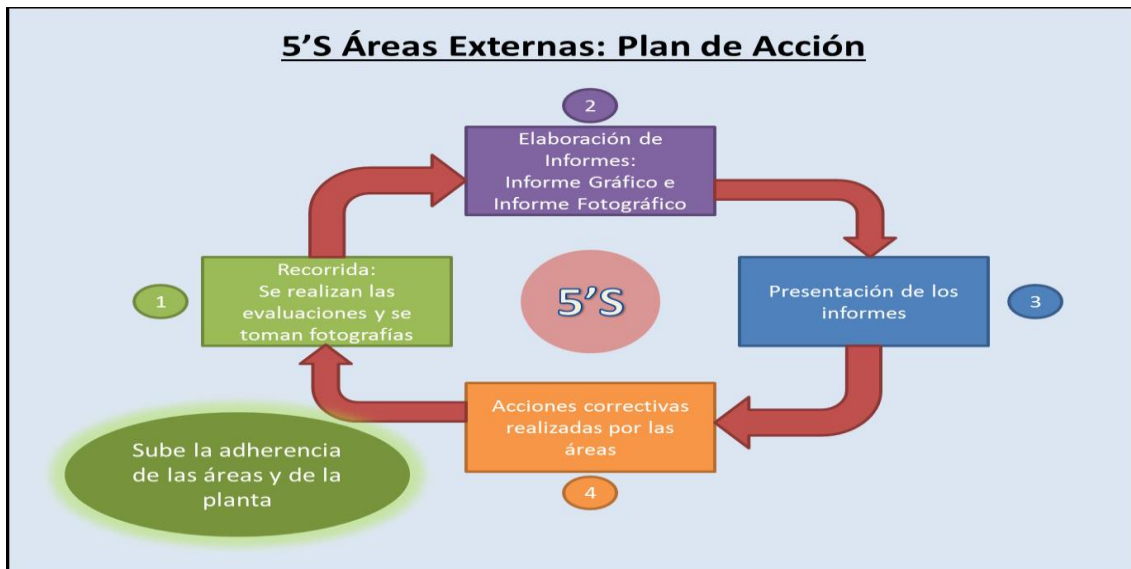 5'S Áreas Externas: Plan de Acción
2
Elaboración de
Informes:
Informe Gráfico e
Informe Fotográfico
1
Recorrida:
Se realizan las
evaluaciones y se
toman fotografías
5'S
Presentación de los
informes
3
Acciones correctivas
realizadas por las
áreas
4
Sube la adherencia
de las áreas y de la
planta